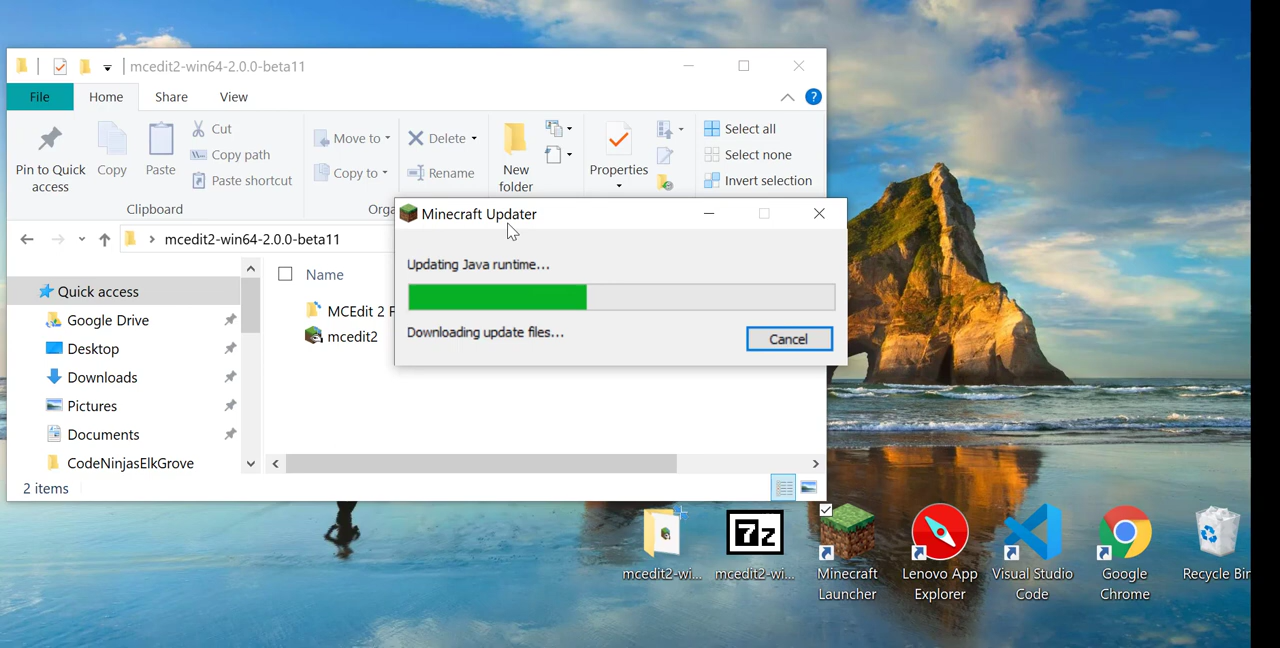 mcedit2-win64-2.0.0-beta11
File Home Share View
Pin to Quick access
Copy
Paste
Cut
Copy path
Paste shortcut
Clipboard
Move to
Copy to
Delete
Rename
Orga
New folder
Properties
Select all
Select none
Invert selection
mcedit2-win64-2.0.0-beta11
Minecraft Updater
Updating Java runtime...
Downloading update files...
Cancel
Quick access
Google Drive
Desktop
Downloads
Pictures
Documents
CodeNinjasElkGrove
Name
MCEdit 2 F
mcedit2
2 items
mcedit2-wi...
7z
mcedit2-wi...
Minecraft Launcher
Lenovo App Explorer
Visual Studio Code
Google Chrome
Recycle Bin